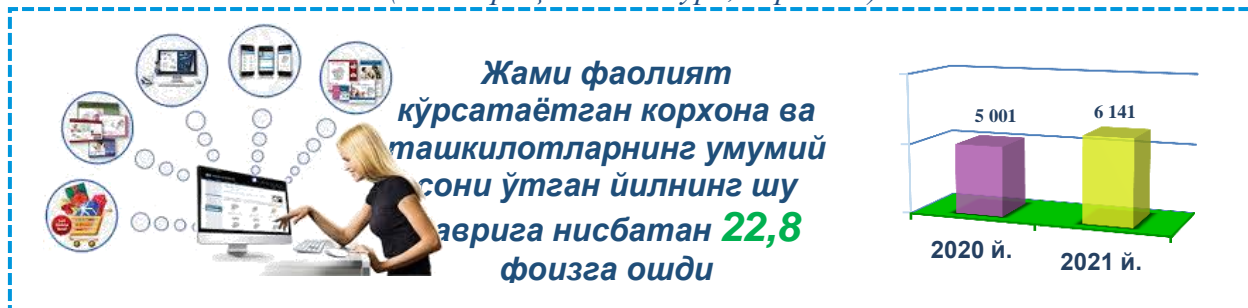 Жами фаолият
кўрсатаётган корхона ва
ташкилотларнинг умумий
сони ўтган йилнинг шу
нисбатан 22,8
фоизга ошди
5 001
6 141
2020 й.
2021 й.